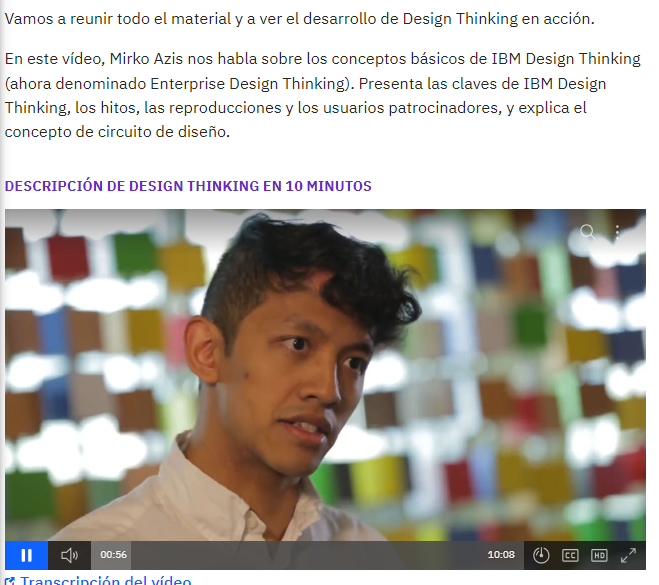 Vamos a reunir todo el material y a ver el desarrollo de Design Thinking en acción.
En este vídeo, Mirko Azis nos habla sobre los conceptos básicos de IBM Design Thinking
(ahora denominado Enterprise Design Thinking). Presenta las claves de IBM Design
Thinking, los hitos, las reproducciones y los usuarios patrocinadores, y explica el
concepto de circuito de diseño.
DESCRIPCIÓN DE DESIGN THINKING EN 10 MINUTOS
00:56 10:08 CC HD
Transcripción del vídeo